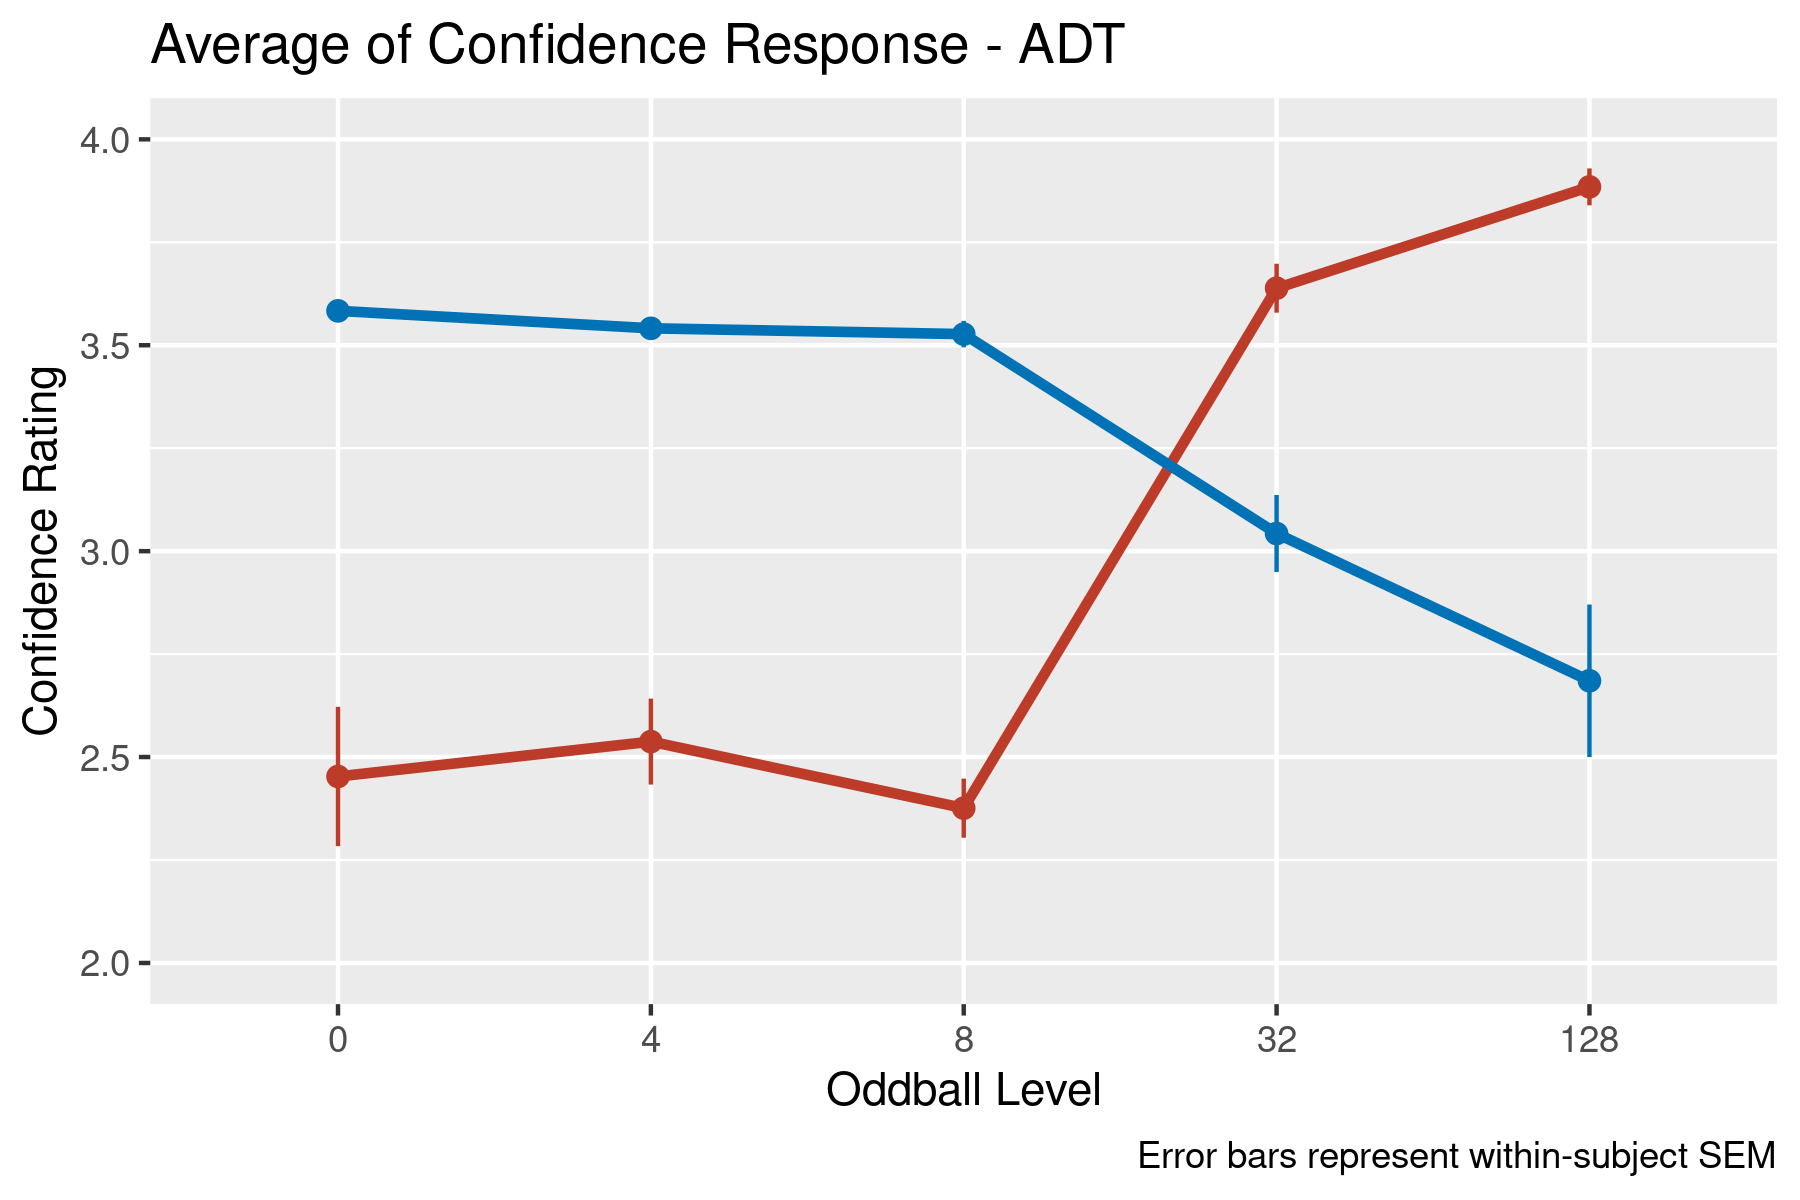 Average of Confidence Response - ADT
4.0
3.5
3.0
2.5
2.0
Confidence Rating
0 4 8 32 128
Oddball Level
Error bars represent within-subject SEM